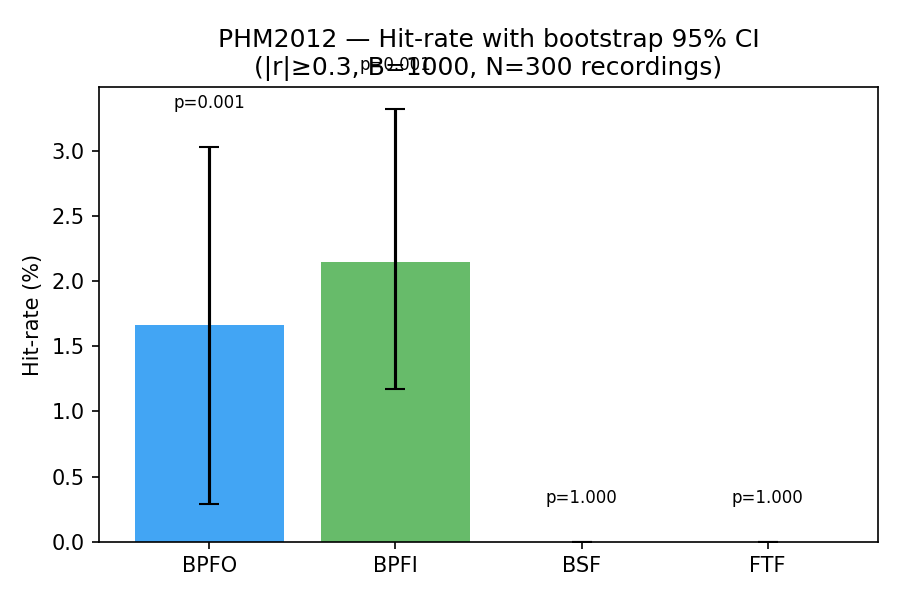 PHM2012 — Hit-rate with bootstrap 95% CI
(|r|≥0.3, B=1000, N=300 recordings)
p=0.001
p=0.001
3.0
2.5
2.0
1.5
1.0
0.5
0.0
Hit-rate (%)
p=1.000
p=1.000
BPFO
BPFI
BSF
FTF